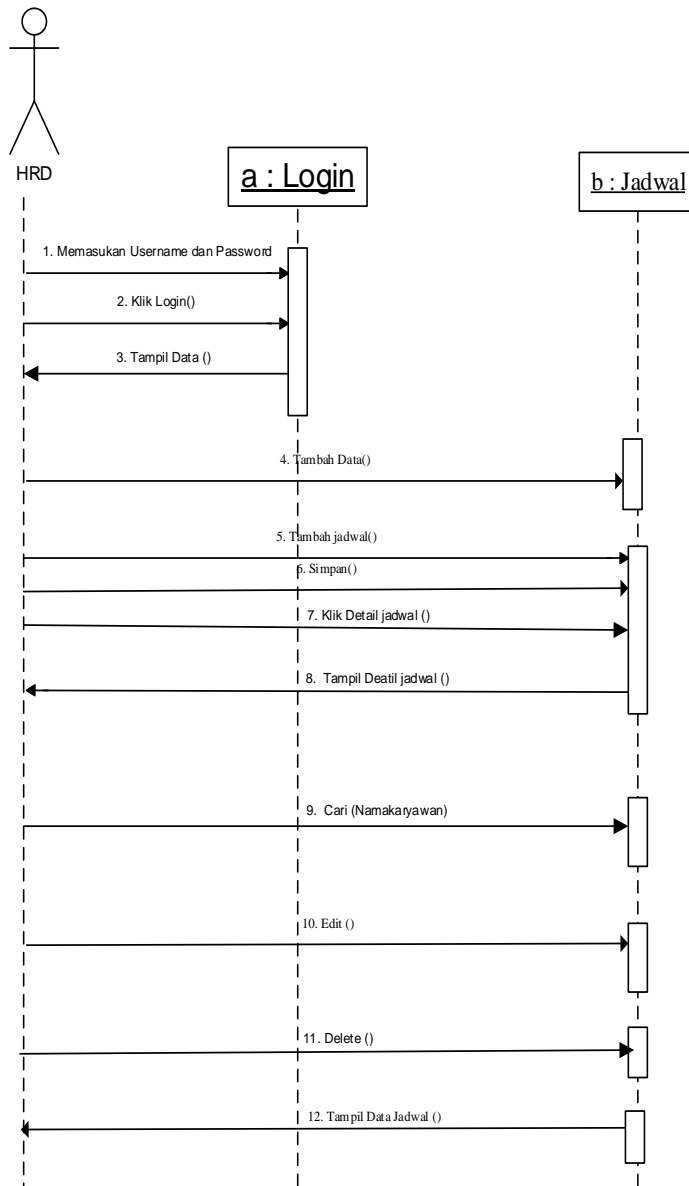 HRD
a : Login
b : Jadwal
1. Memasukan Username dan Password
2. Klik Login()
3. Tampil Data ()
4. Tambah Data()
5. Tambah jadwal()
6. Simpan()
7. Klik Detail jadwal ()
8. Tampil Deatil jadwal ()
9. Cari (Namakaryawan)
10. Edit ()
11. Delete ()
12. Tampil Data Jadwal ()